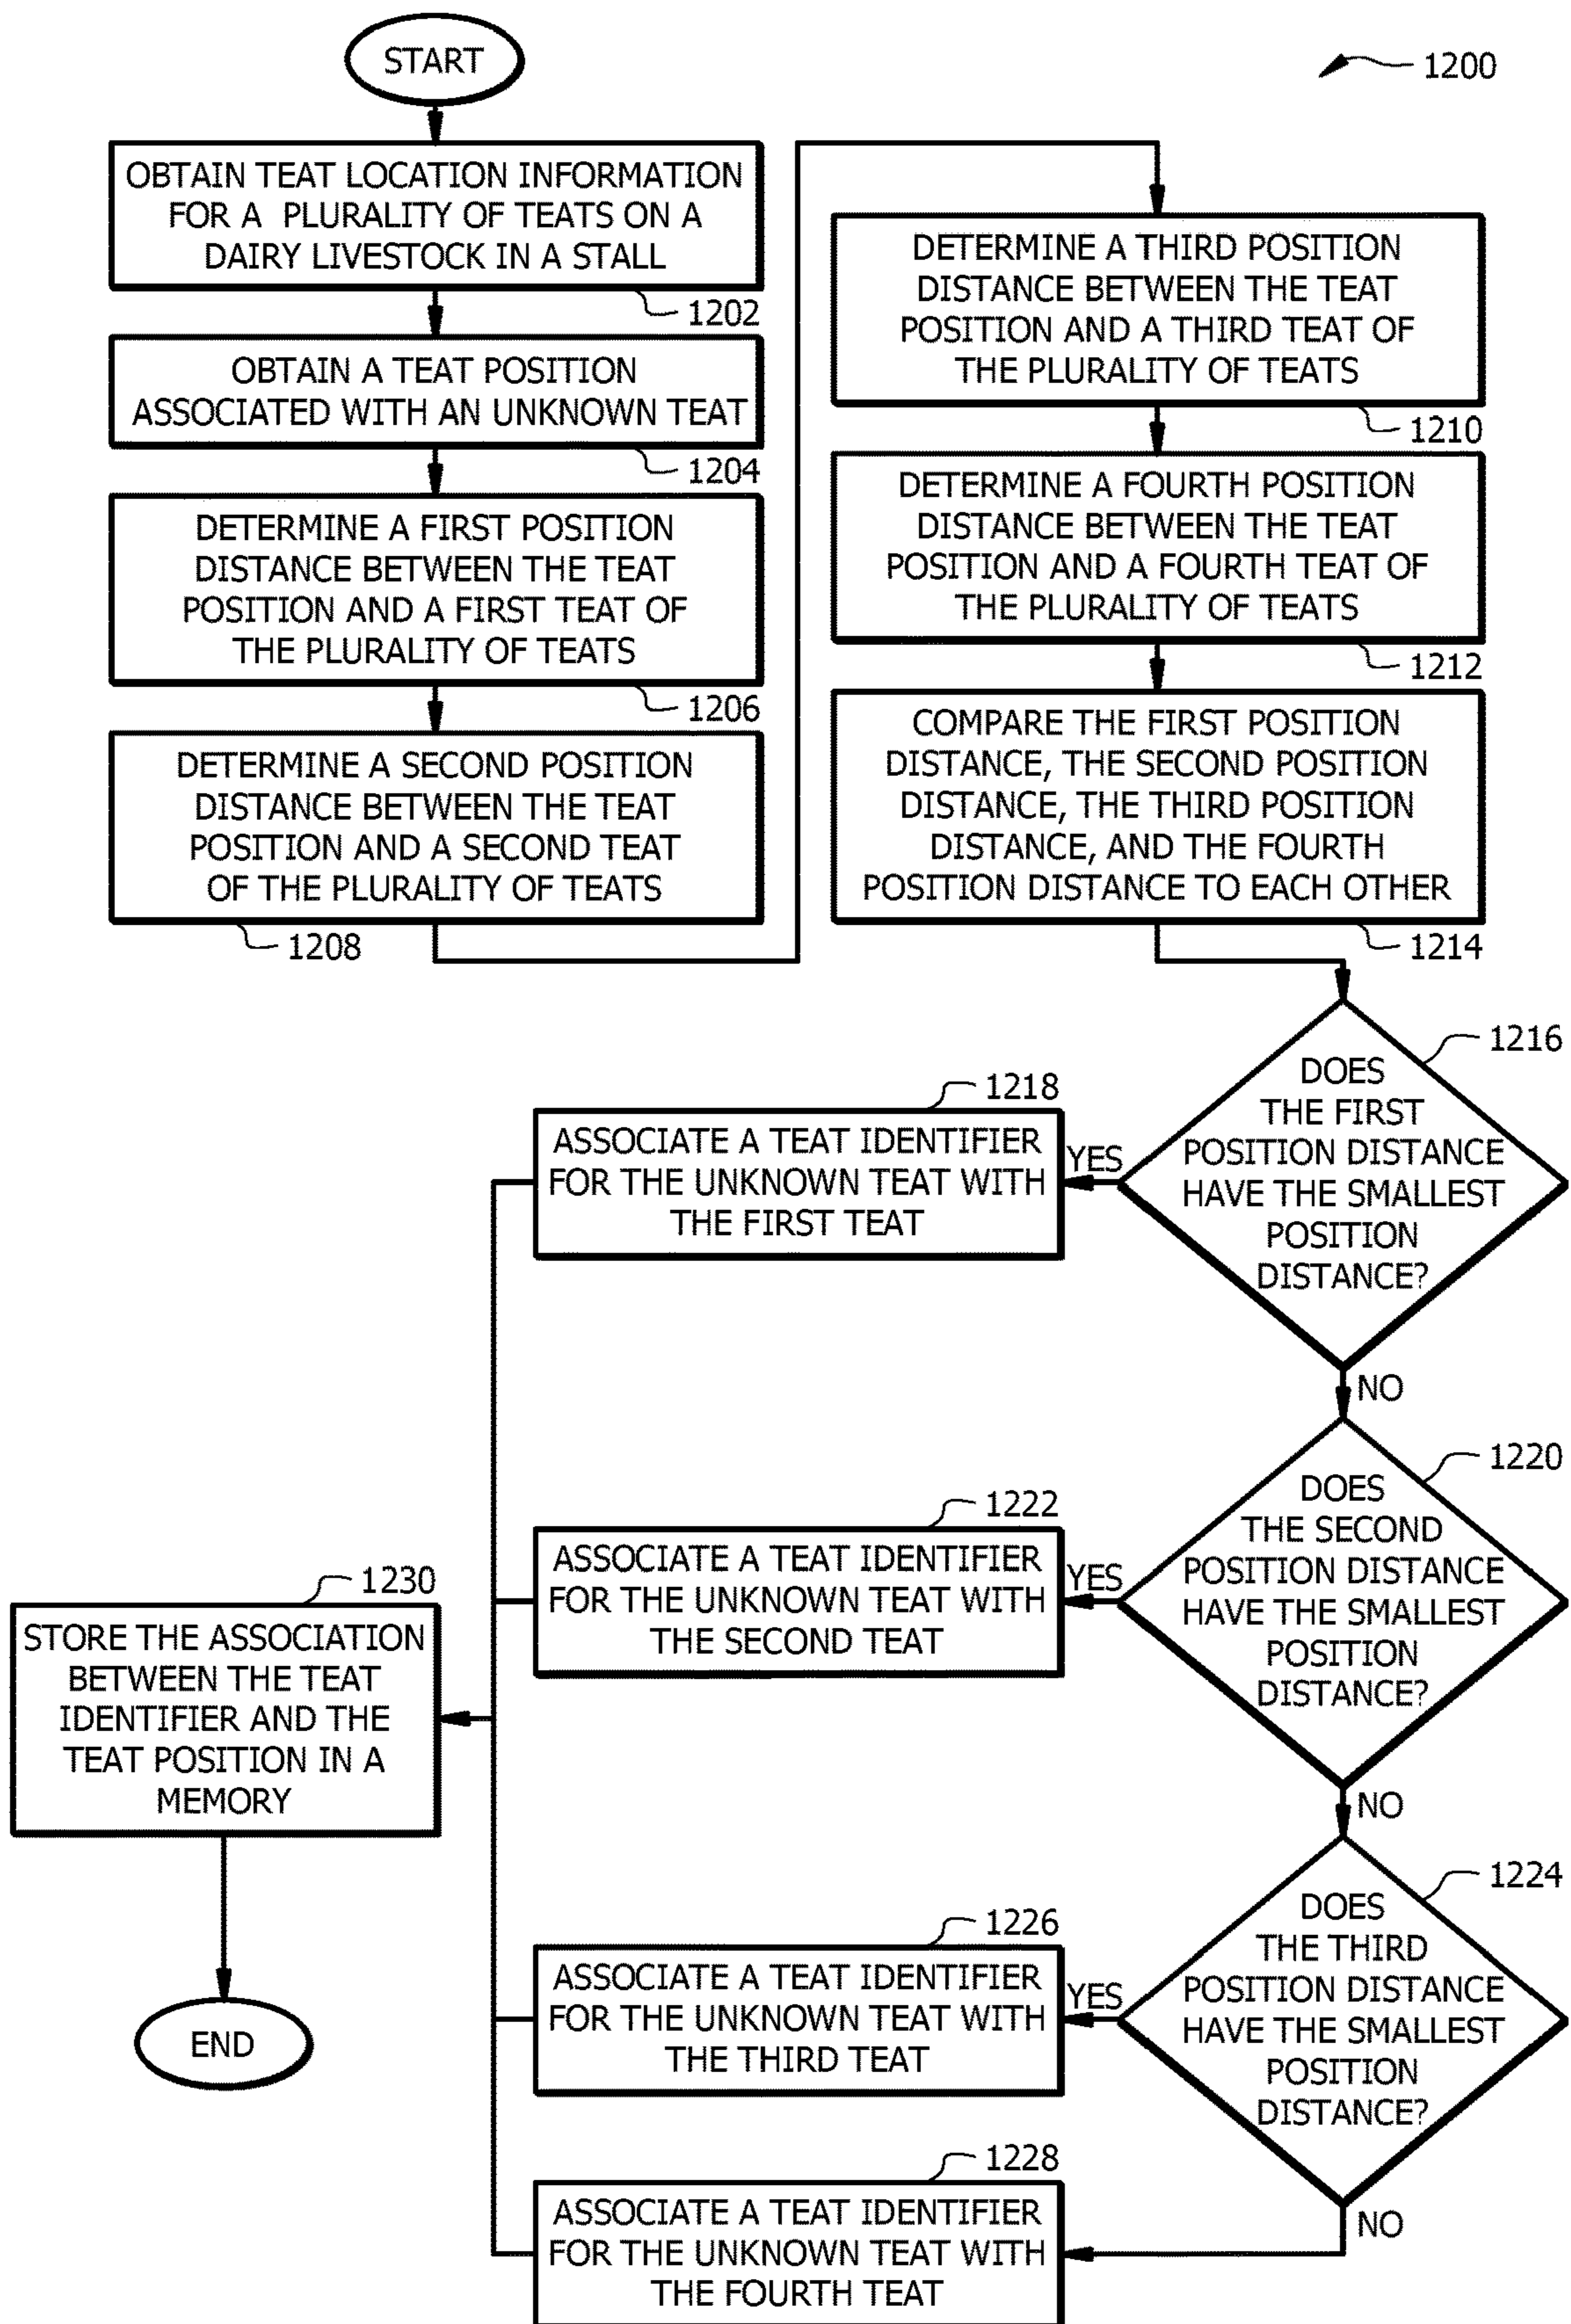 START
1200
OBTAIN TEAT LOCATION INFORMATION
FOR A PLURALITY OF TEATS ON A
DAIRY LIVESTOCK IN A STALL
1202
OBTAIN A TEAT POSITION
ASSOCIATED WITH AN UNKNOWN TEAT
1204
DETERMINE A FIRST POSITION
DISTANCE BETWEEN THE TEAT
POSITION AND A FIRST TEAT OF
THE PLURALITY OF TEATS
1206
DETERMINE A SECOND POSITION
DISTANCE BETWEEN THE TEAT
POSITION AND A SECOND TEAT
OF THE PLURALITY OF TEATS
1208
DETERMINE A THIRD POSITION
DISTANCE BETWEEN THE TEAT
POSITION AND A THIRD TEAT OF
THE PLURALITY OF TEATS
1210
DETERMINE A FOURTH POSITION
DISTANCE BETWEEN THE TEAT
POSITION AND A FOURTH TEAT OF
THE PLURALITY OF TEATS
1212
COMPARE THE FIRST POSITION
DISTANCE, THE SECOND POSITION
DISTANCE, THE THIRD POSITION
DISTANCE, AND THE FOURTH
POSITION DISTANCE TO EACH OTHER
1214
1216
DOES
THE FIRST
POSITION DISTANCE
HAVE THE SMALLEST
POSITION
DISTANCE?
YES
1218
ASSOCIATE A TEAT IDENTIFIER
FOR THE UNKNOWN TEAT WITH
THE FIRST TEAT
NO
1220
DOES
THE SECOND
POSITION DISTANCE
HAVE THE SMALLEST
POSITION
DISTANCE?
YES
1222
ASSOCIATE A TEAT IDENTIFIER
FOR THE UNKNOWN TEAT WITH
THE SECOND TEAT
NO
1224
DOES
THE THIRD
POSITION DISTANCE
HAVE THE SMALLEST
POSITION
DISTANCE?
YES
1226
ASSOCIATE A TEAT IDENTIFIER
FOR THE UNKNOWN TEAT WITH
THE THIRD TEAT
NO
1228
ASSOCIATE A TEAT IDENTIFIER
FOR THE UNKNOWN TEAT WITH
THE FOURTH TEAT
1230
STORE THE ASSOCIATION
BETWEEN THE TEAT
IDENTIFIER AND THE
TEAT POSITION IN A
MEMORY
END